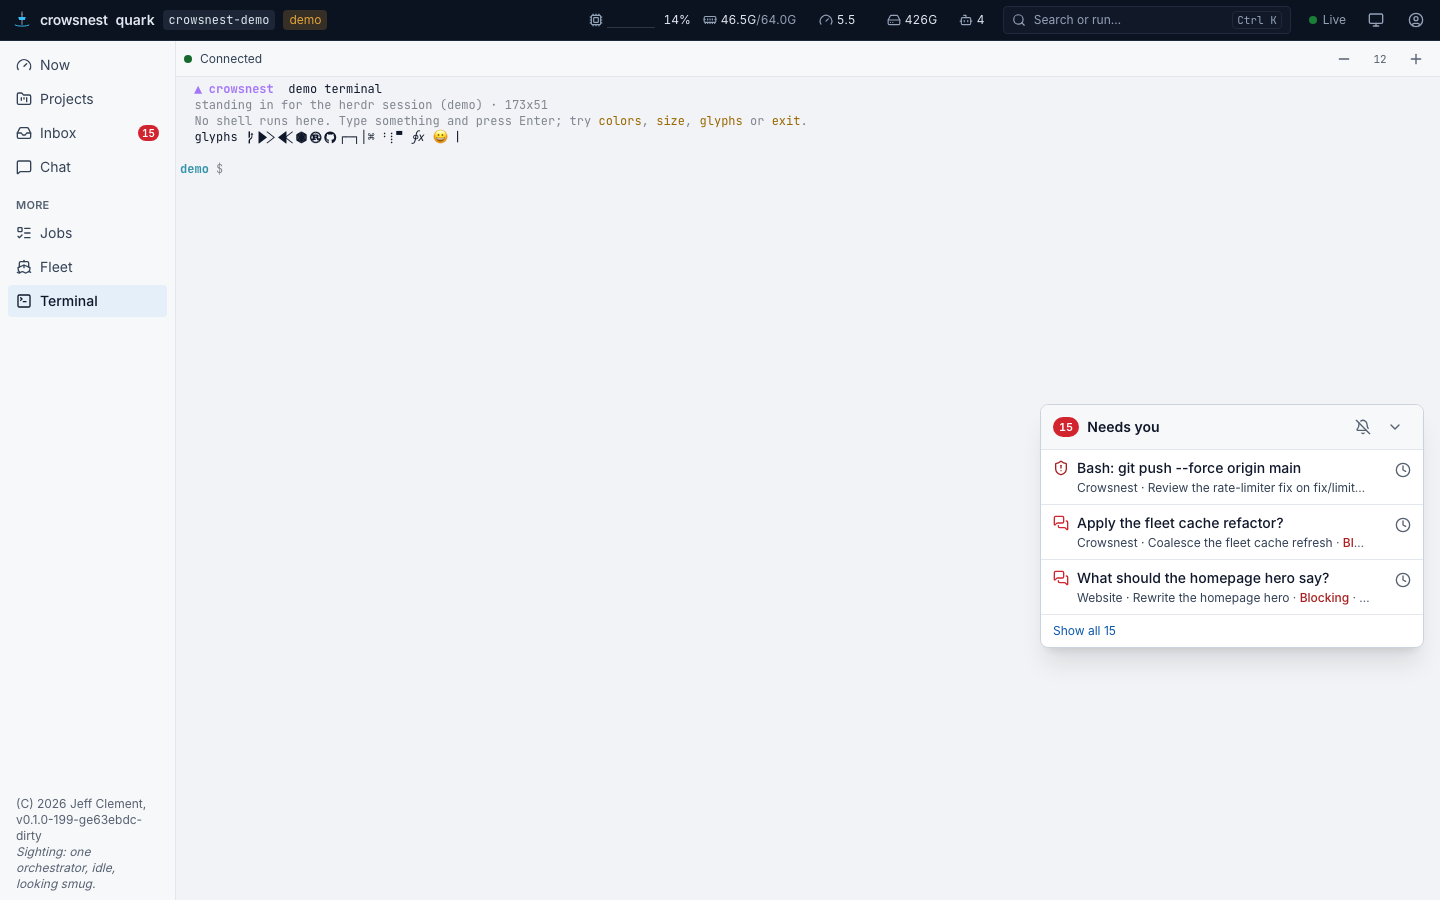 crowsnest quark crowsnest-demo demo 14% 46.5G/64.0G 5.5 426G 4 Search or run... Ctrl K Live
Now
Projects
Inbox 15
Chat
MORE
Jobs
Fleet
Terminal
(C) 2026 Jeff Clement,
v0.1.0-199-ge63ebdc-
dirty
Sighting: one
orchestrator, idle,
looking smug.
Connected 12
▲ crowsnest demo terminal
standing in for the herdr session (demo) · 173x51
No shell runs here. Type something and press Enter; try colors, size, glyphs or exit.
glyphs
demo $
15 Needs you
Bash: git push --force origin main
Crowsnest · Review the rate-limiter fix on fix/limit...
Apply the fleet cache refactor?
Crowsnest · Coalesce the fleet cache refresh · Bl...
What should the homepage hero say?
Website · Rewrite the homepage hero · Blocking · ...
Show all 15